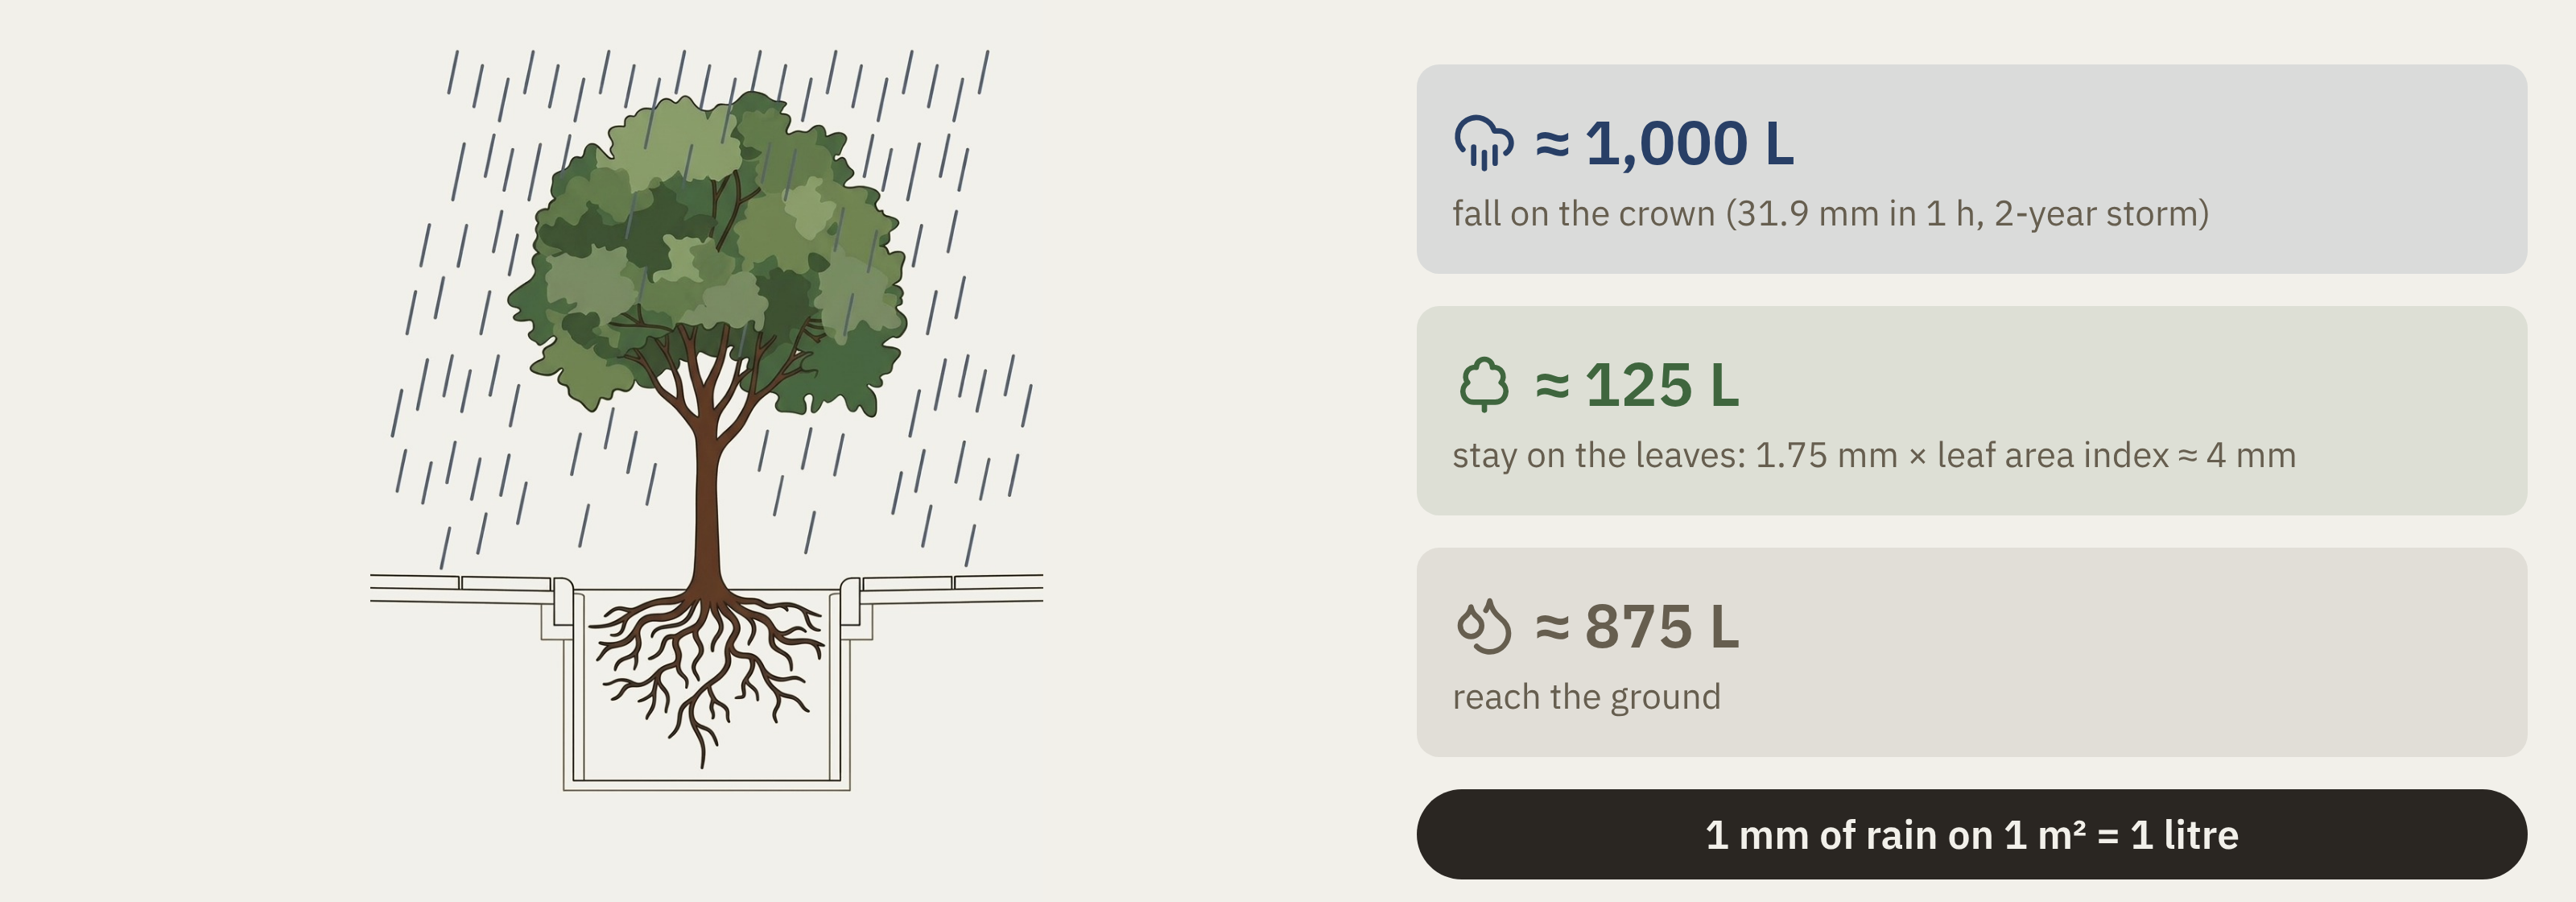 ≈ 1,000 L
fall on the crown (31.9 mm in 1 h, 2-year storm)
≈ 125 L
stay on the leaves: 1.75 mm × leaf area index ≈ 4 mm
≈ 875 L
reach the ground
1 mm of rain on 1 m² = 1 litre